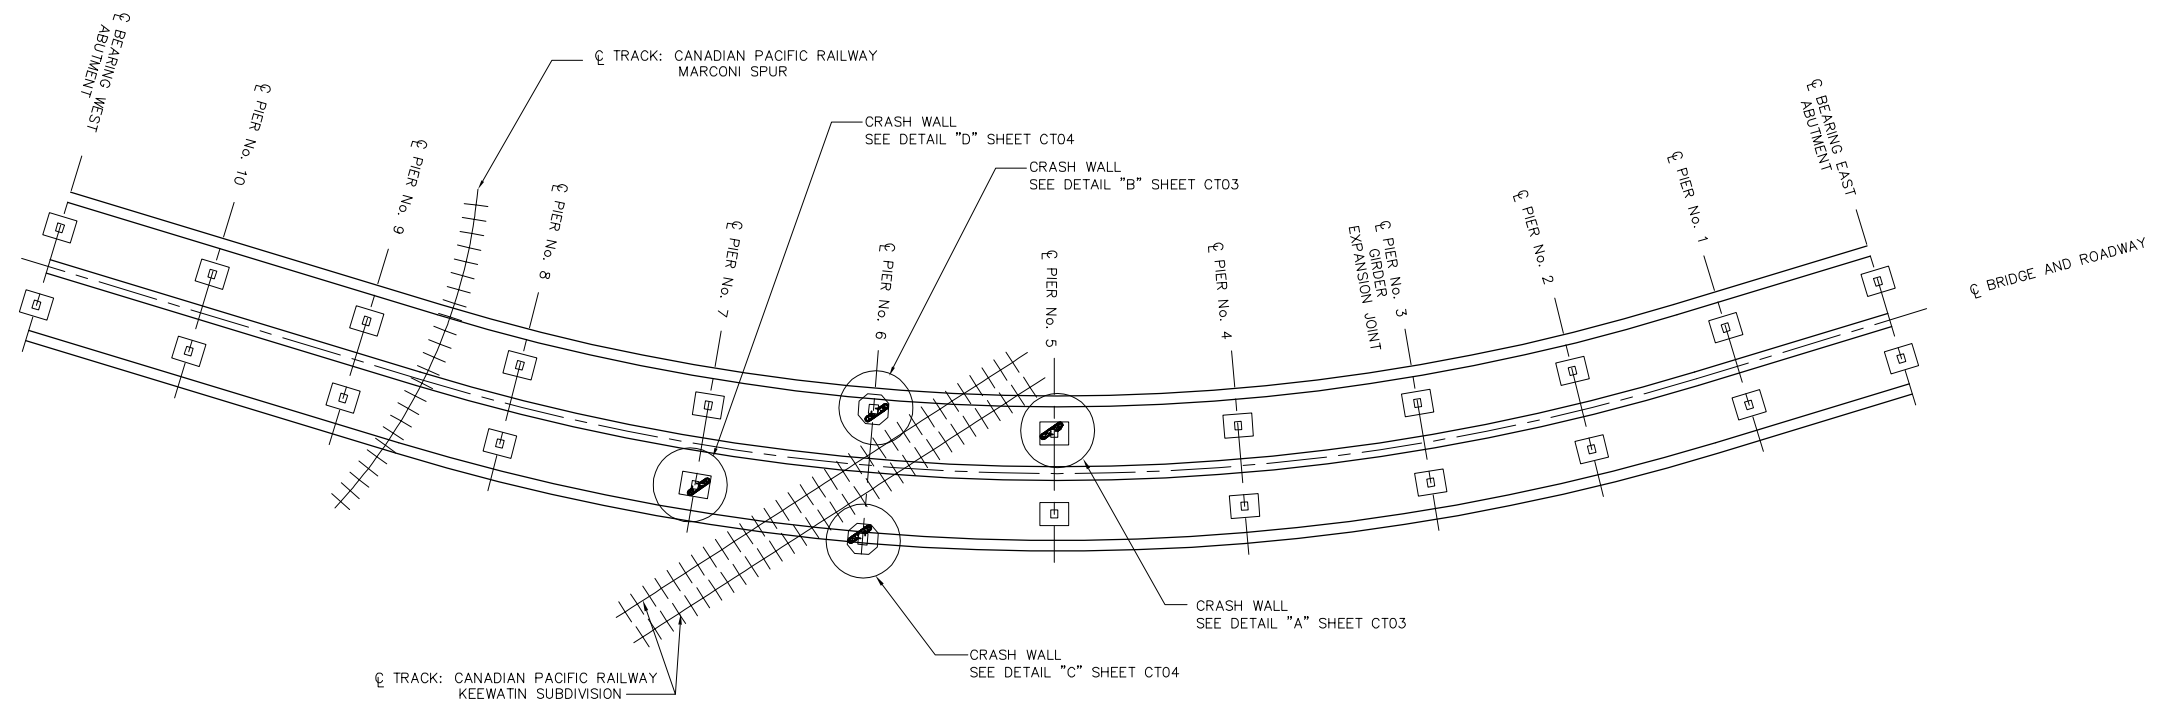 ℄ BEARING WEST
ABUTMENT
℄ PIER No. 10
℄ PIER No. 9
℄ TRACK: CANADIAN PACIFIC RAILWAY
MARCONI SPUR
℄ PIER No. 8
℄ PIER No. 7
CRASH WALL
SEE DETAIL "D" SHEET CT04
CRASH WALL
SEE DETAIL "B" SHEET CT03
℄ PIER No. 6
℄ PIER No. 5
℄ PIER No. 4
℄ PIER No. 3
GIRDER
EXPANSION JOINT
℄ PIER No. 2
℄ PIER No. 1
℄ BEARING EAST
ABUTMENT
℄ BRIDGE AND ROADWAY
CRASH WALL
SEE DETAIL "A" SHEET CT03
CRASH WALL
SEE DETAIL "C" SHEET CT04
℄ TRACK: CANADIAN PACIFIC RAILWAY
KEEWATIN SUBDIVISION